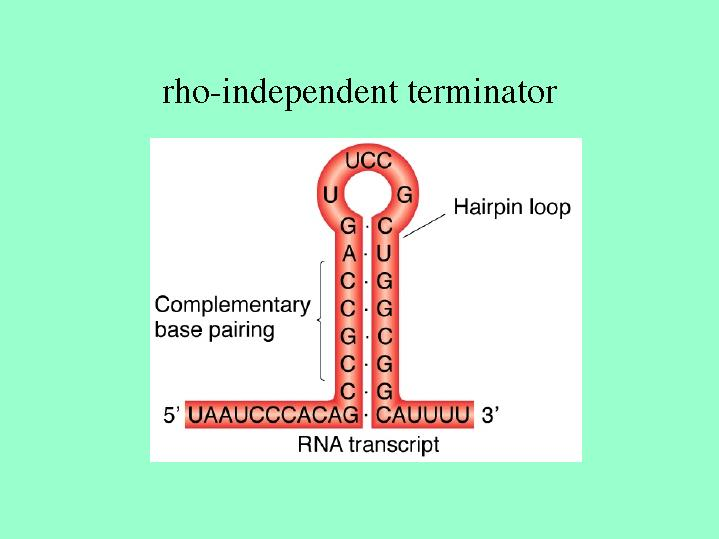 rho-independent terminator
UCC
U G
Hairpin loop
G · C
A · U
C · G
C · G
G · C
C · G
C · G
Complementary
base pairing
5' UAAUCCCACAG · CAUUUU 3'
RNA transcript